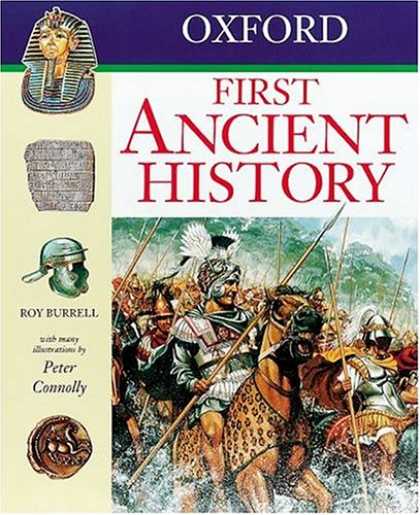 OXFORD
FIRST
ANCIENT
HISTORY
ROY BURRELL
with many
illustrations by
Peter
Connolly